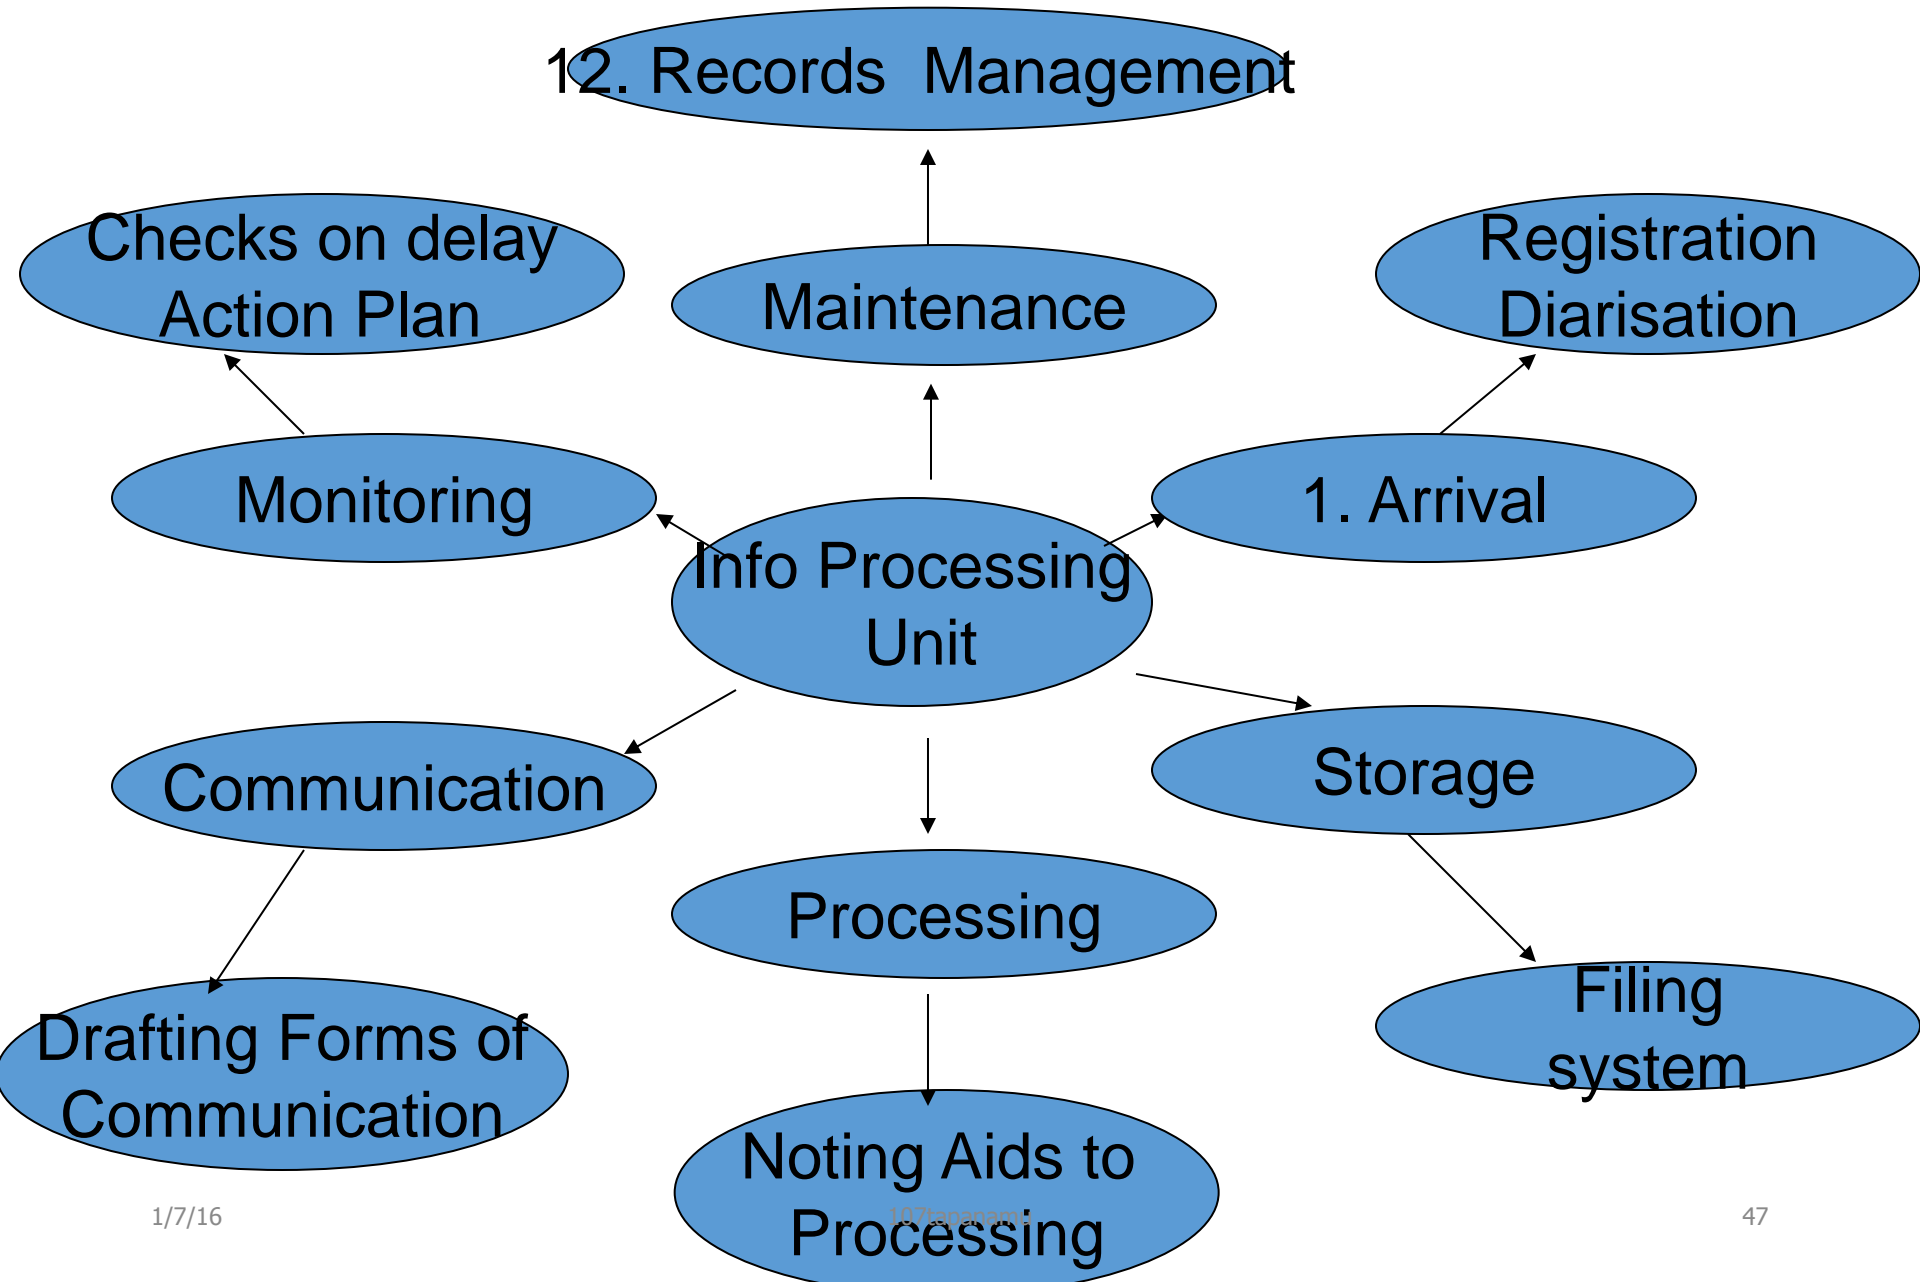 12. Records  Management
Checks on delay
Action Plan
Maintenance
Registration
Diarisation
Monitoring
1. Arrival
Info Processing
Unit
Communication
Storage
Processing
Drafting Forms of
Communication
Filing
system
Noting Aids to
Processing
1/7/16
107tapanamu
47